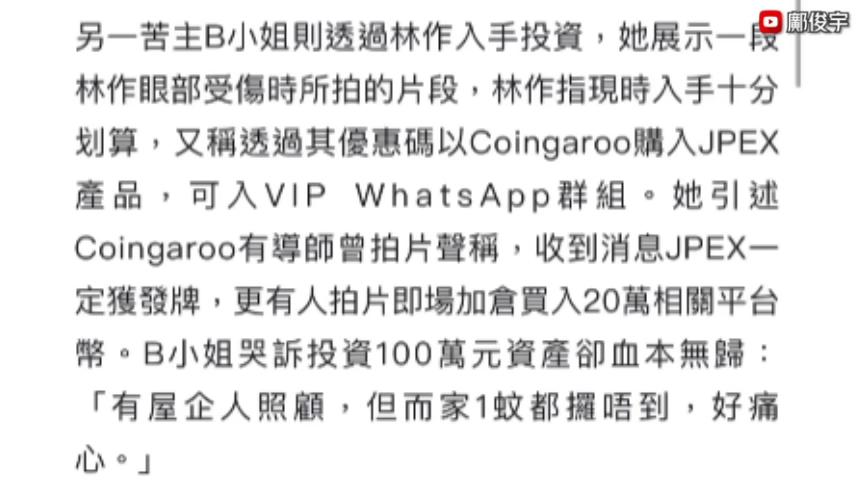 鄺俊宇
另一苦主B小姐則透過林作入手投資，她展示一段
林作眼部受傷時所拍的片段，林作指現時入手十分
划算，又稱透過其優惠碼以Coingaroo購入JPEX
產品，可入VIP WhatsApp群組。她引述
Coingaroo有導師曾拍片聲稱，收到消息JPEX一
定獲發牌，更有人拍片即場加倉買入20萬相關平台
幣。B小姐哭訴投資100萬元資產卻血本無歸：
「有屋企人照顧，但而家1蚊都攞唔到，好痛
心。」